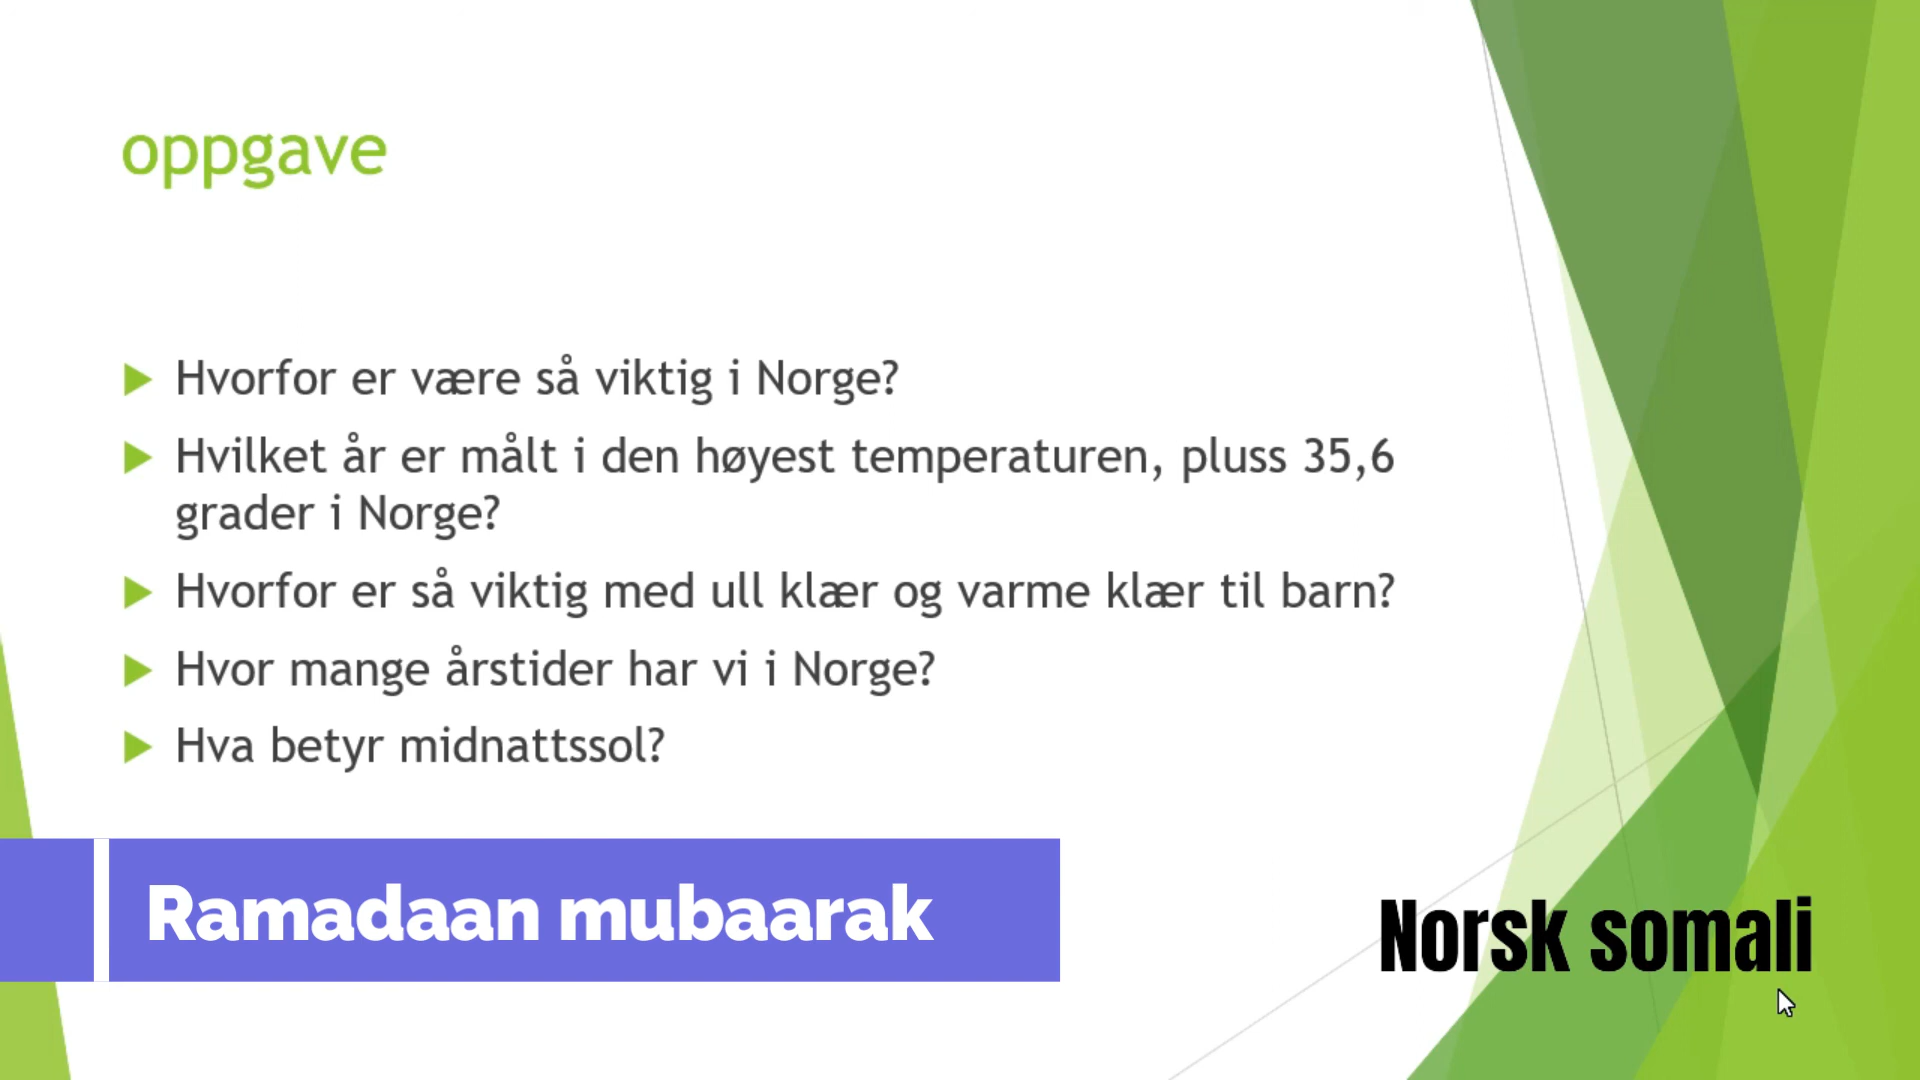 oppgave
Hvorfor er være så viktig i Norge?
Hvilket år er målt i den høyest temperaturen, pluss 35,6
grader i Norge?
Hvorfor er så viktig med ull klær og varme klær til barn?
Hvor mange årstider har vi i Norge?
Hva betyr midnattssol?
Ramadaan mubaarak
Norsk somali